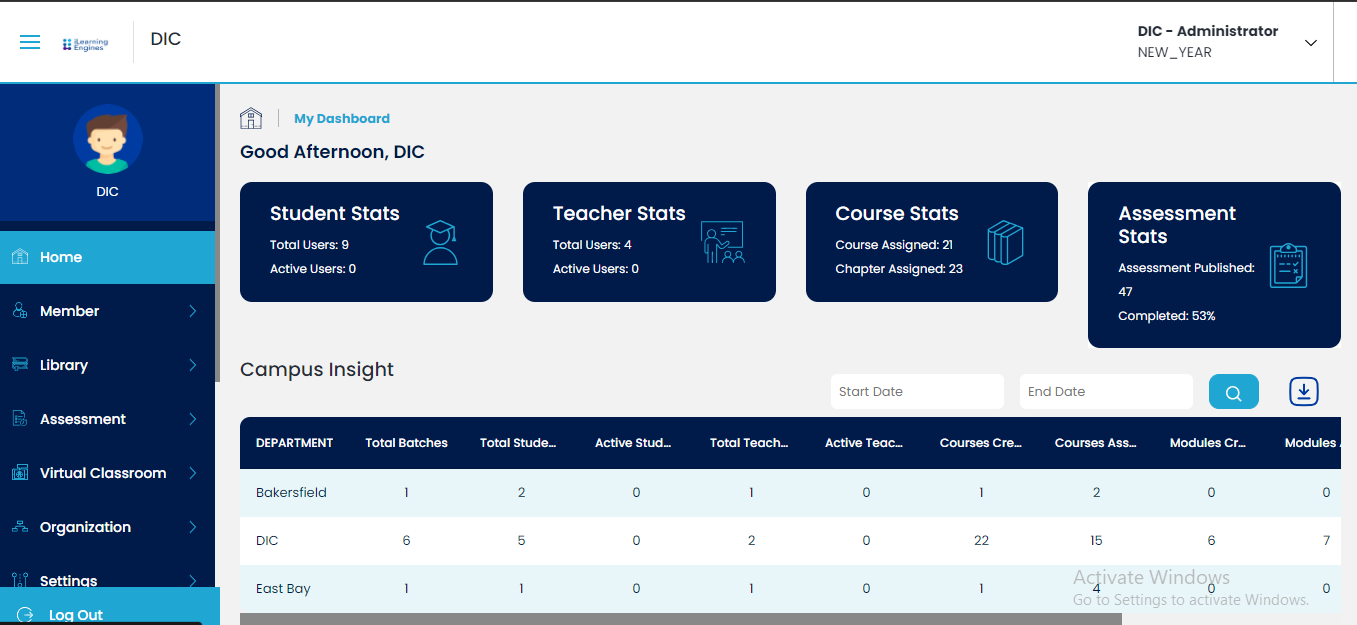 iLearning
Engines
DIC
DIC - Administrator
NEW_YEAR
DIC
Home
Member
Library
Assessment
Virtual Classroom
Organization
Settings
Log Out
My Dashboard
Good Afternoon, DIC
Student Stats
Total Users: 9
Active Users: 0
Teacher Stats
Total Users: 4
Active Users: 0
Course Stats
Course Assigned: 21
Chapter Assigned: 23
Assessment
Stats
Assessment Published:
47
Completed: 53%
Campus Insight
Start Date
End Date
DEPARTMENT Total Batches Total Stude... Active Stud... Total Teach... Active Teac... Courses Cre... Courses Ass... Modules Cr... Modules
Bakersfield 1 2 0 1 0 1 2 0 0
DIC 6 5 0 2 0 22 15 6 7
East Bay 1 1 0 1 0 1 4 0 0
Activate Windows
Go to Settings to activate Windows.